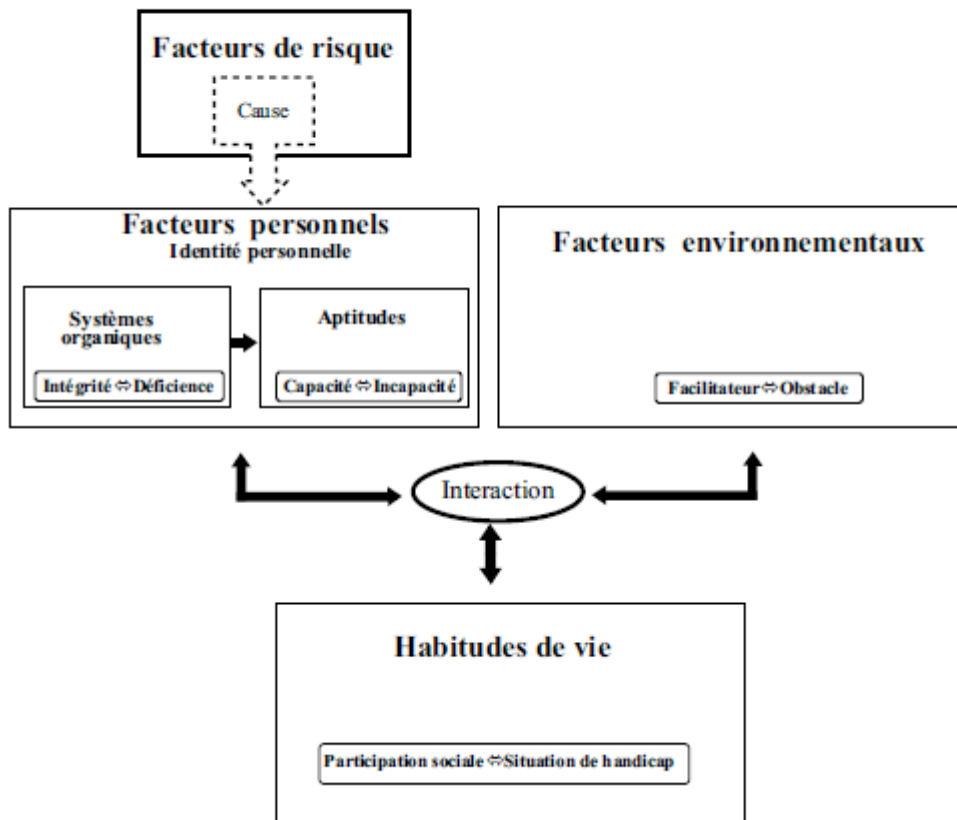 Facteurs de risque
Cause
Facteurs personnels
Identité personnelle
Systèmes
organiques
Intégrité ⇔ Déficience
Aptitudes
Capacité ⇔ Incapacité
Facteurs environnementaux
Facilitateur ⇔ Obstacle
Interaction
Habitudes de vie
Participation sociale ⇔ Situation de handicap